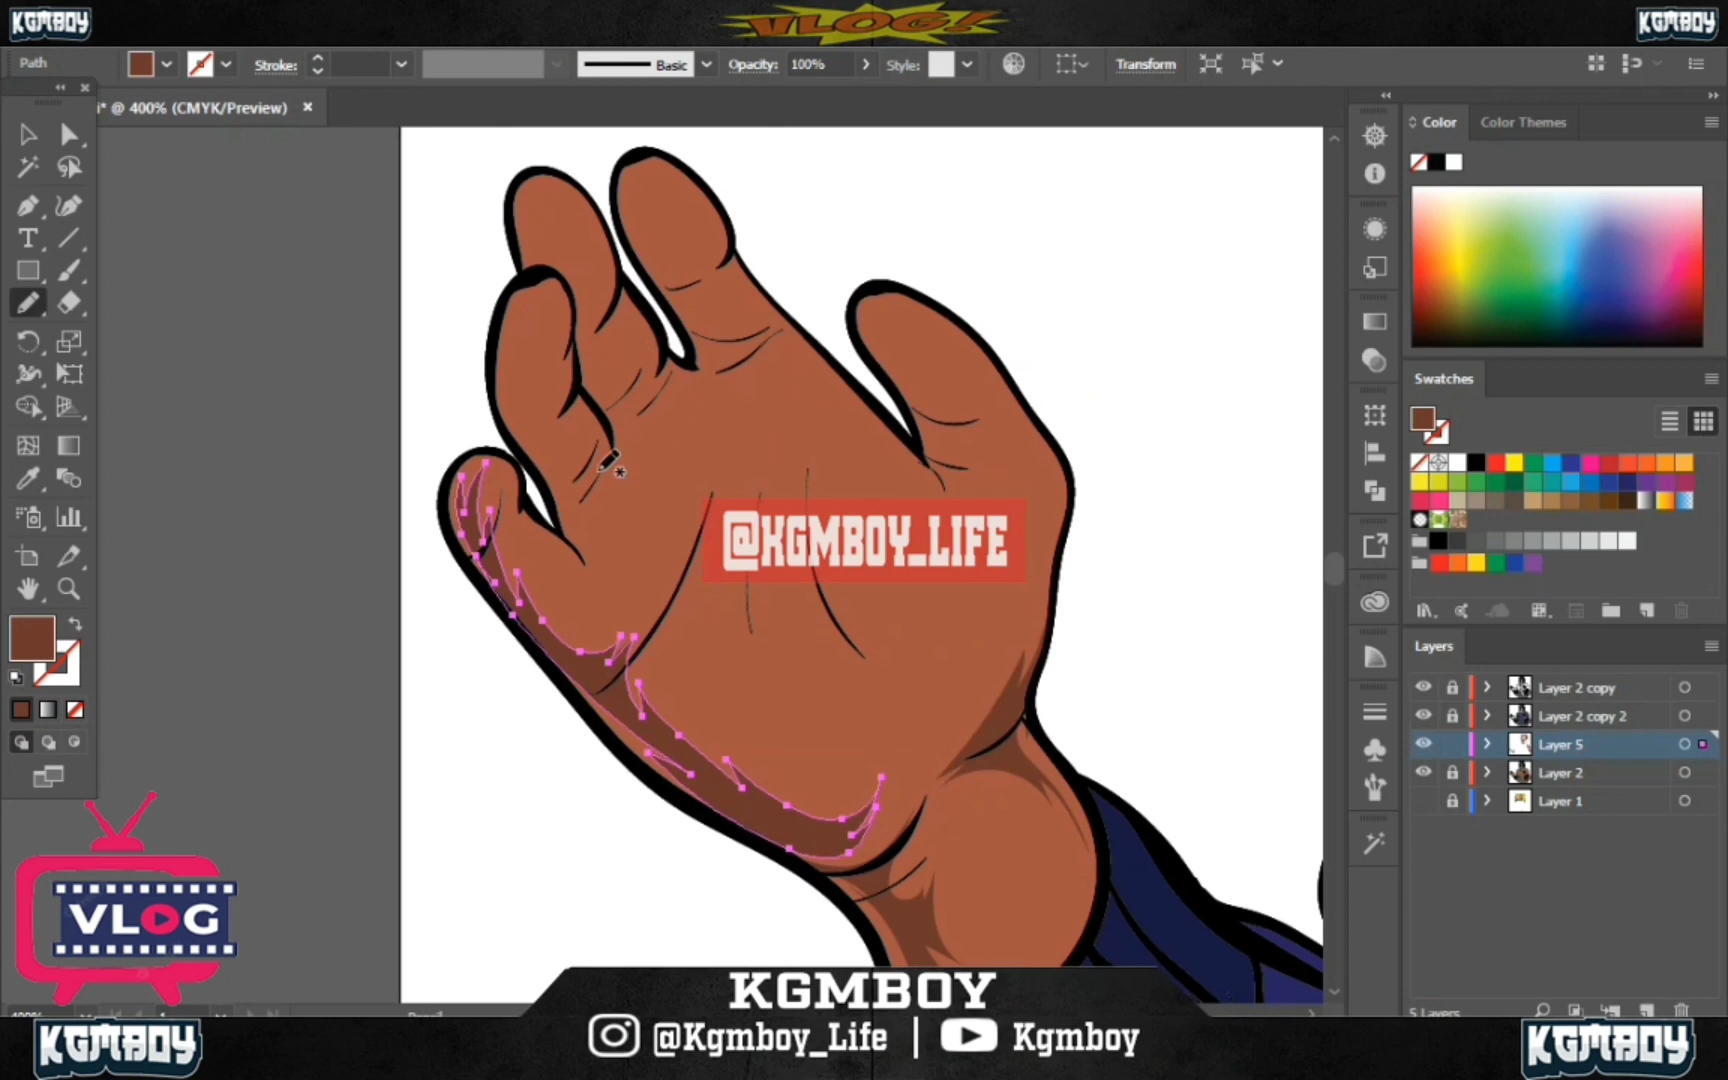 KGMBOY
VLOG!
KGMBOY
Path
Stroke:
Basic
Opacity: 100%
Style:
Transform
i* @ 400% (CMYK/Preview)
Color
Color Themes
Swatches
@KGMBOY_LIFE
Layers
Layer 2 copy
Layer 2 copy 2
Layer 5
Layer 2
Layer 1
VLOG
5 Layers
KGMBOY
KGMBOY
@Kgmboy_Life | Kgmboy
KGMBOY